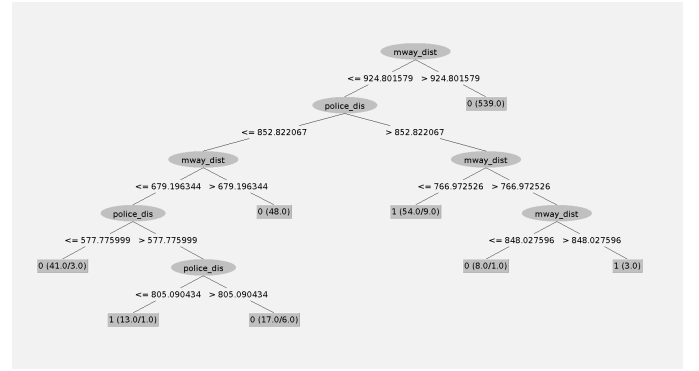 mway_dist
<= 924.801579 > 924.801579
police_dis 0 (539.0)
<= 852.822067 > 852.822067
mway_dist mway_dist
<= 679.196344 > 679.196344 <= 766.972526 > 766.972526
police_dis 0 (48.0) 1 (54.0/9.0) mway_dist
<= 577.775999 > 577.775999 <= 848.027596 > 848.027596
0 (41.0/3.0) police_dis 0 (8.0/1.0) 1 (3.0)
<= 805.090434 > 805.090434
1 (13.0/1.0) 0 (17.0/6.0)